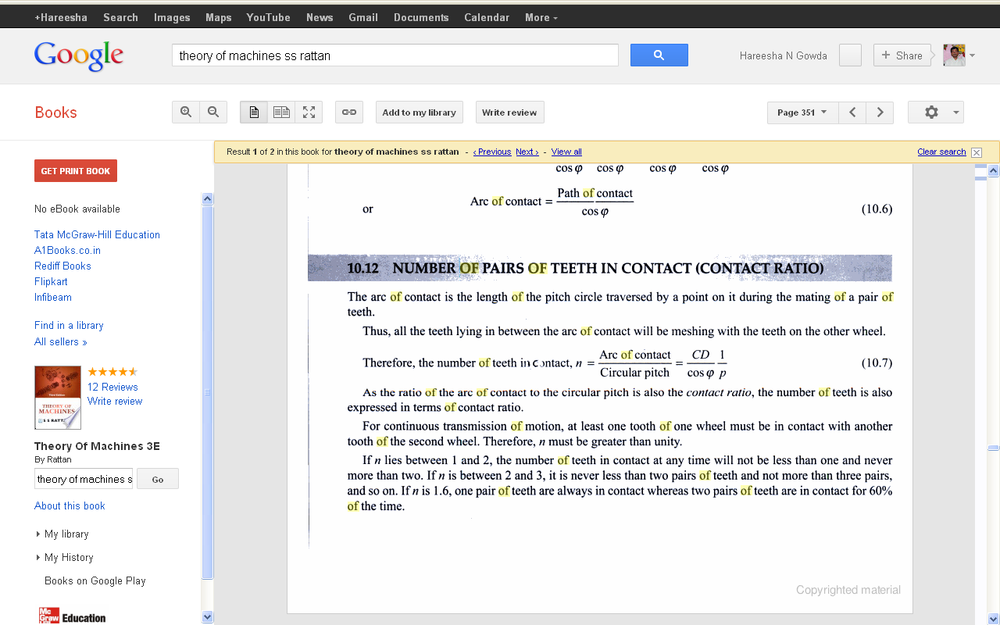 +Hareesha Search Images Maps YouTube News Gmail Documents Calendar More
Google theory of machines ss rattan Hareesha N Gowda + Share
Books Add to my library Write review Page 351
Result 1 of 2 in this book for theory of machines ss rattan - ‹ Previous Next › - View all Clear search
GET PRINT BOOK
No eBook available
Tata McGraw-Hill Education
A1Books.co.in
Rediff Books
Flipkart
Infibeam
Find in a library
All sellers »
12 Reviews
Write review
THEORY OF
MACHINES
S S RATTAN
Theory Of Machines 3E
By Rattan
theory of machines s Go
About this book
My library
My History
Books on Google Play
Mc
Graw
Hill Education
cos φ cos φ cos φ cos φ
or Arc of contact = Path of contact / cos φ (10.6)
10.12 NUMBER OF PAIRS OF TEETH IN CONTACT (CONTACT RATIO)
The arc of contact is the length of the pitch circle traversed by a point on it during the mating of a pair of
teeth.
Thus, all the teeth lying in between the arc of contact will be meshing with the teeth on the other wheel.
Therefore, the number of teeth in contact, n = Arc of contact / Circular pitch = CD / cos φ 1 / p (10.7)
As the ratio of the arc of contact to the circular pitch is also the contact ratio, the number of teeth is also
expressed in terms of contact ratio.
For continuous transmission of motion, at least one tooth of one wheel must be in contact with another
tooth of the second wheel. Therefore, n must be greater than unity.
If n lies between 1 and 2, the number of teeth in contact at any time will not be less than one and never
more than two. If n is between 2 and 3, it is never less than two pairs of teeth and not more than three pairs,
and so on. If n is 1.6, one pair of teeth are always in contact whereas two pairs of teeth are in contact for 60%
of the time.
Copyrighted material